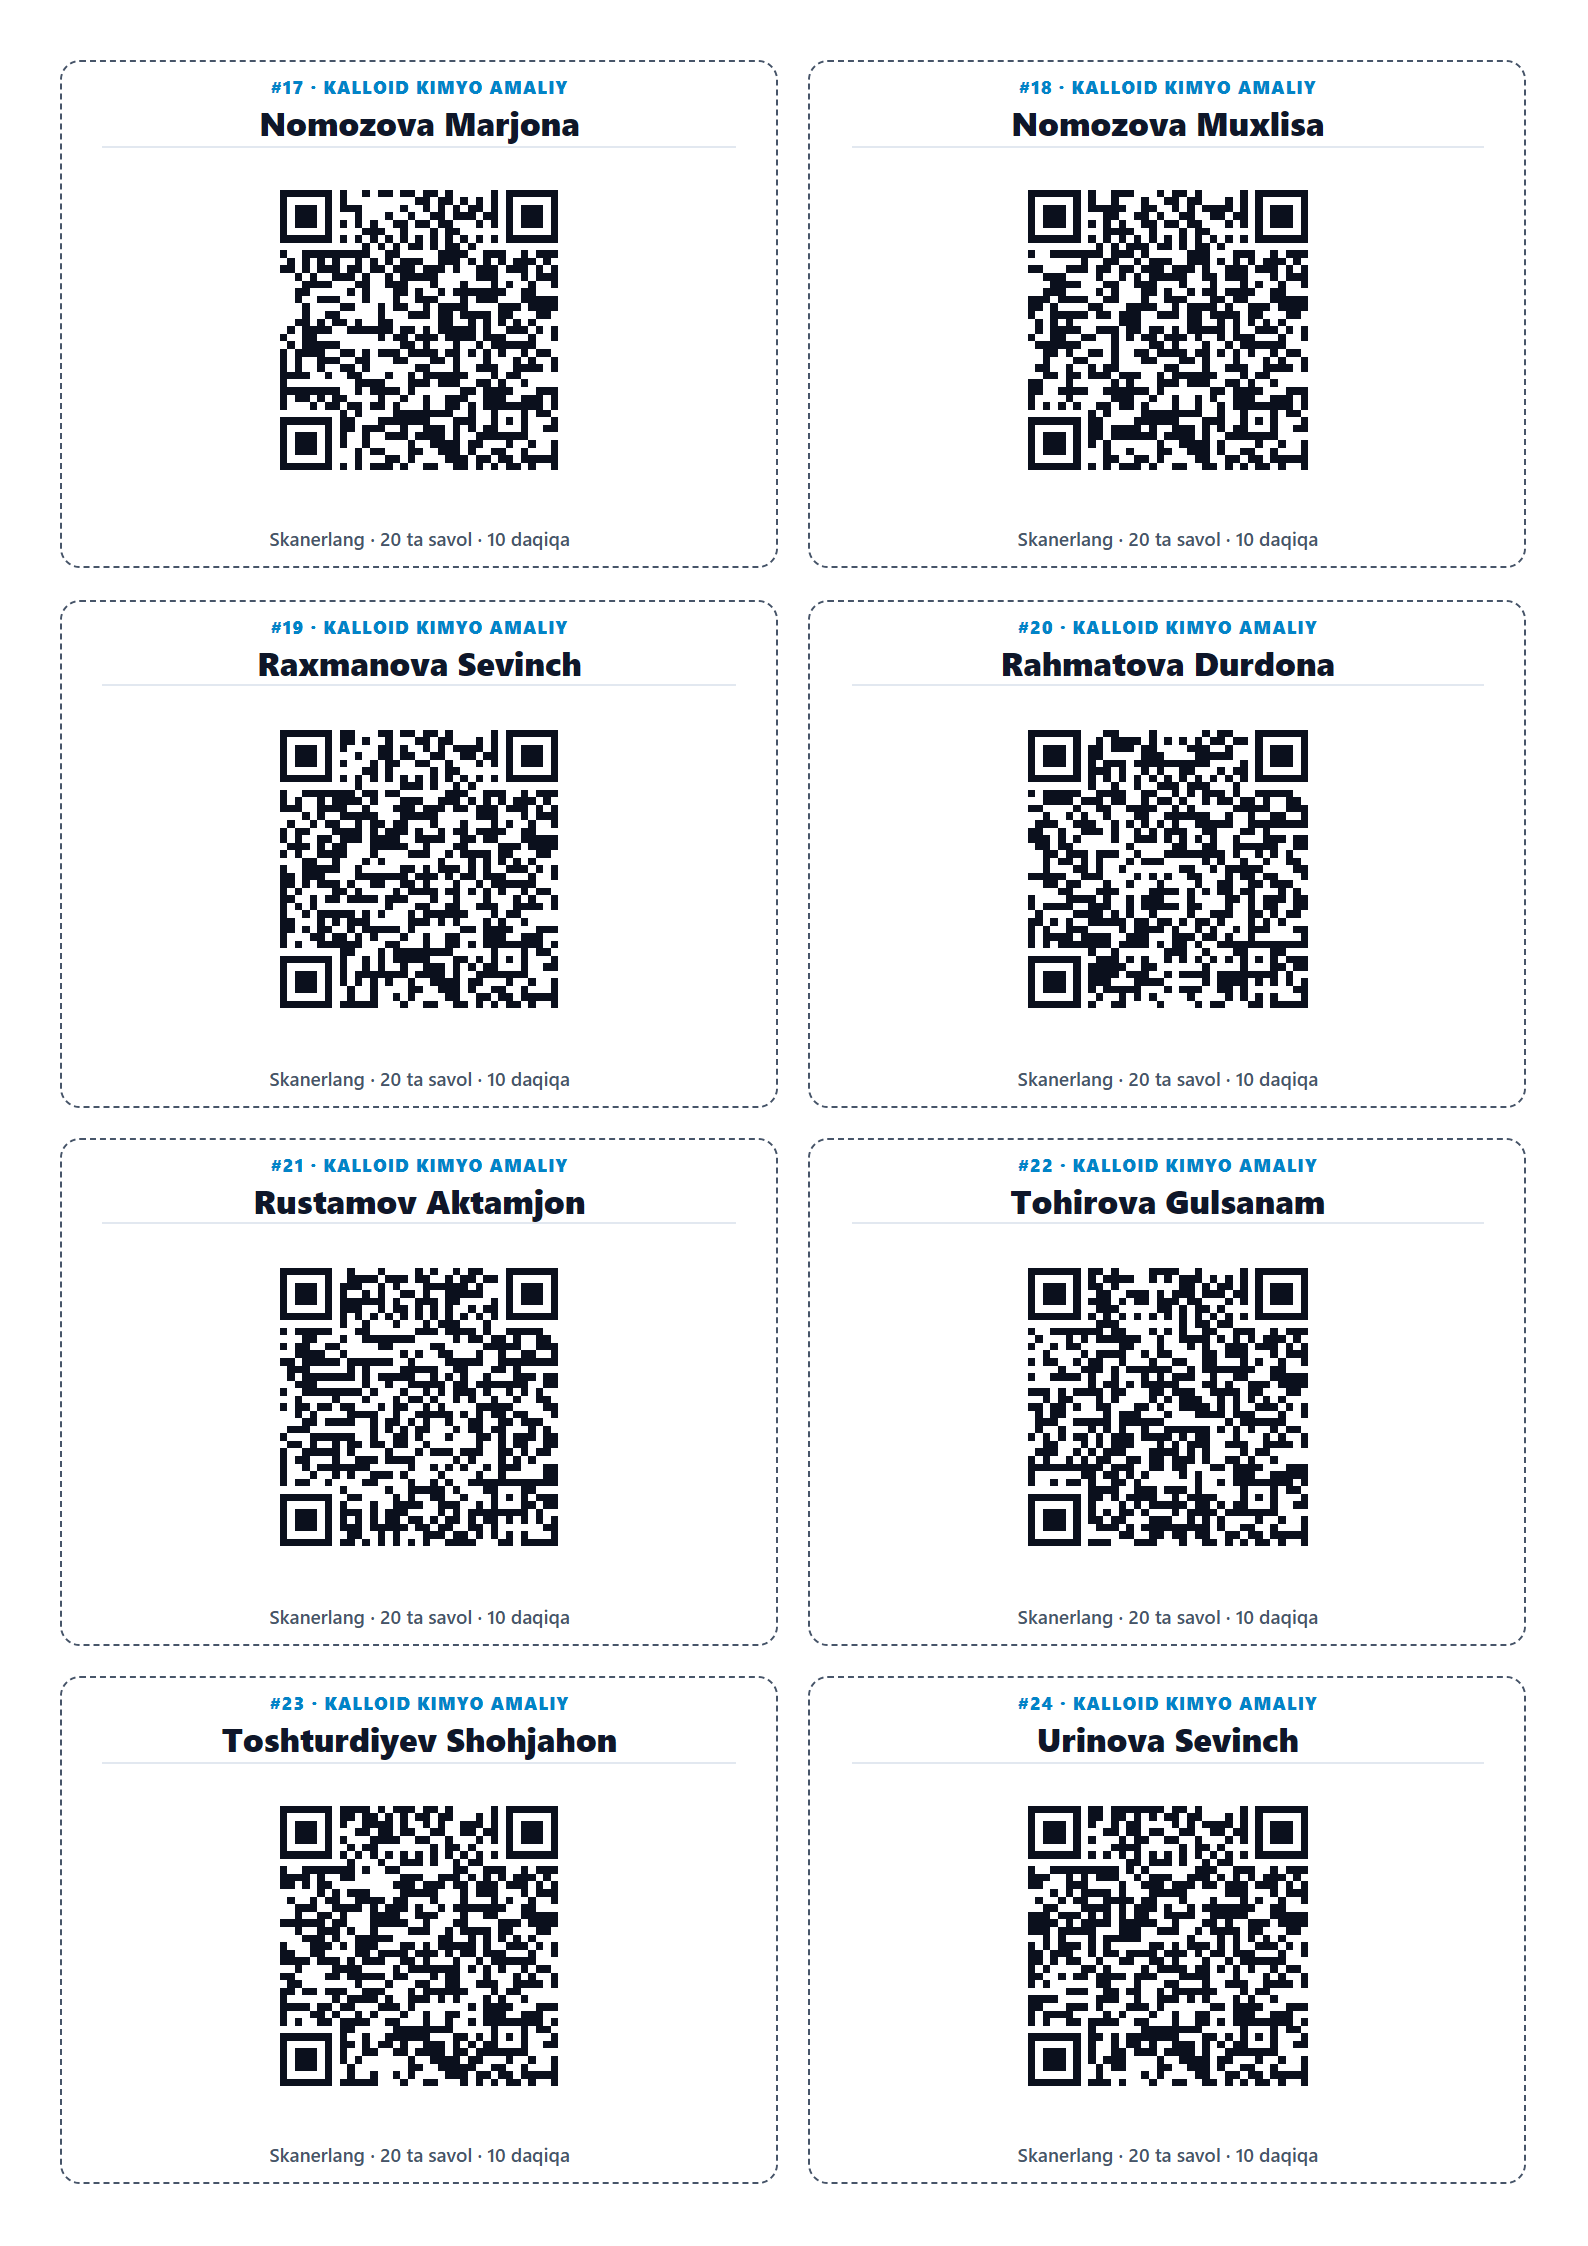 #17 · KALLOID KIMYO AMALIY
Nomozova Marjona
Skanerlang · 20 ta savol · 10 daqiqa
#18 · KALLOID KIMYO AMALIY
Nomozova Muxlisa
Skanerlang · 20 ta savol · 10 daqiqa
#19 · KALLOID KIMYO AMALIY
Raxmanova Sevinch
Skanerlang · 20 ta savol · 10 daqiqa
#20 · KALLOID KIMYO AMALIY
Rahmatova Durdona
Skanerlang · 20 ta savol · 10 daqiqa
#21 · KALLOID KIMYO AMALIY
Rustamov Aktamjon
Skanerlang · 20 ta savol · 10 daqiqa
#22 · KALLOID KIMYO AMALIY
Tohirova Gulsanam
Skanerlang · 20 ta savol · 10 daqiqa
#23 · KALLOID KIMYO AMALIY
Toshturdiyev Shohjahon
Skanerlang · 20 ta savol · 10 daqiqa
#24 · KALLOID KIMYO AMALIY
Urinova Sevinch
Skanerlang · 20 ta savol · 10 daqiqa